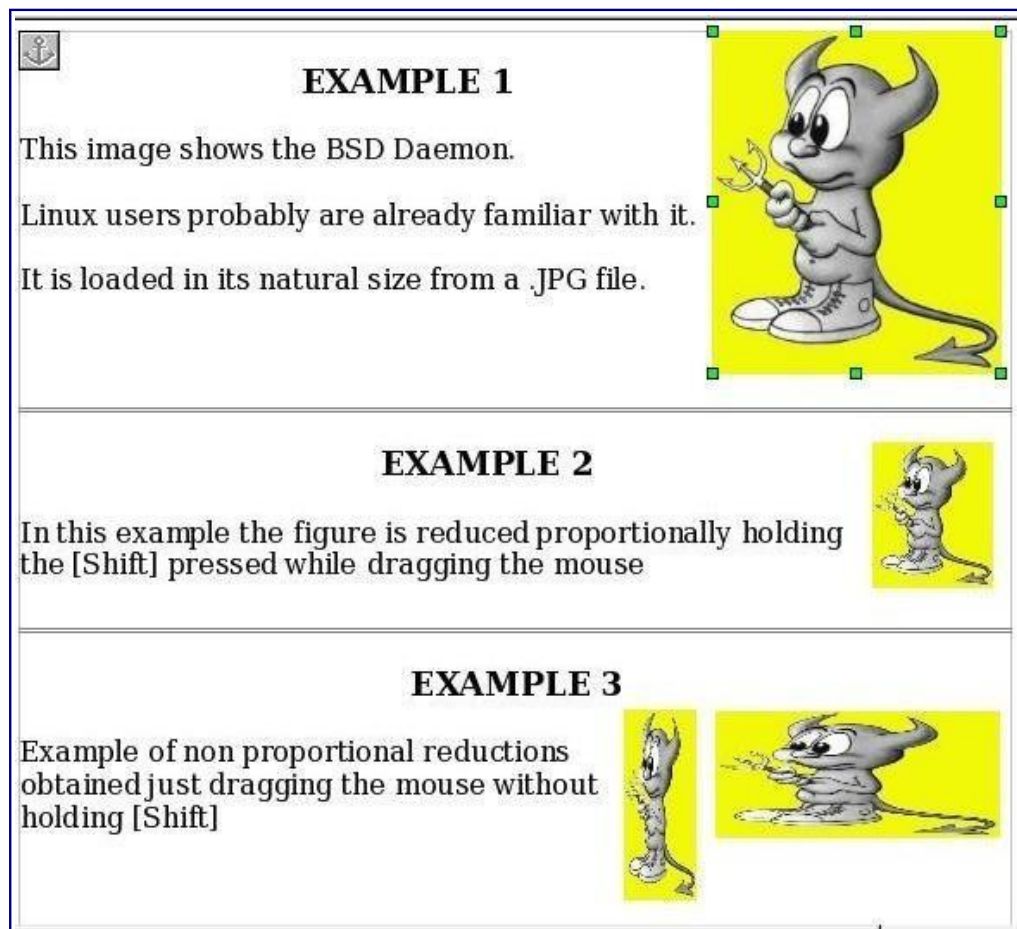 EXAMPLE 1
This image shows the BSD Daemon.
Linux users probably are already familiar with it.
It is loaded in its natural size from a .JPG file.
EXAMPLE 2
In this example the figure is reduced proportionally holding
the [Shift] pressed while dragging the mouse
EXAMPLE 3
Example of non proportional reductions
obtained just dragging the mouse without
holding [Shift]